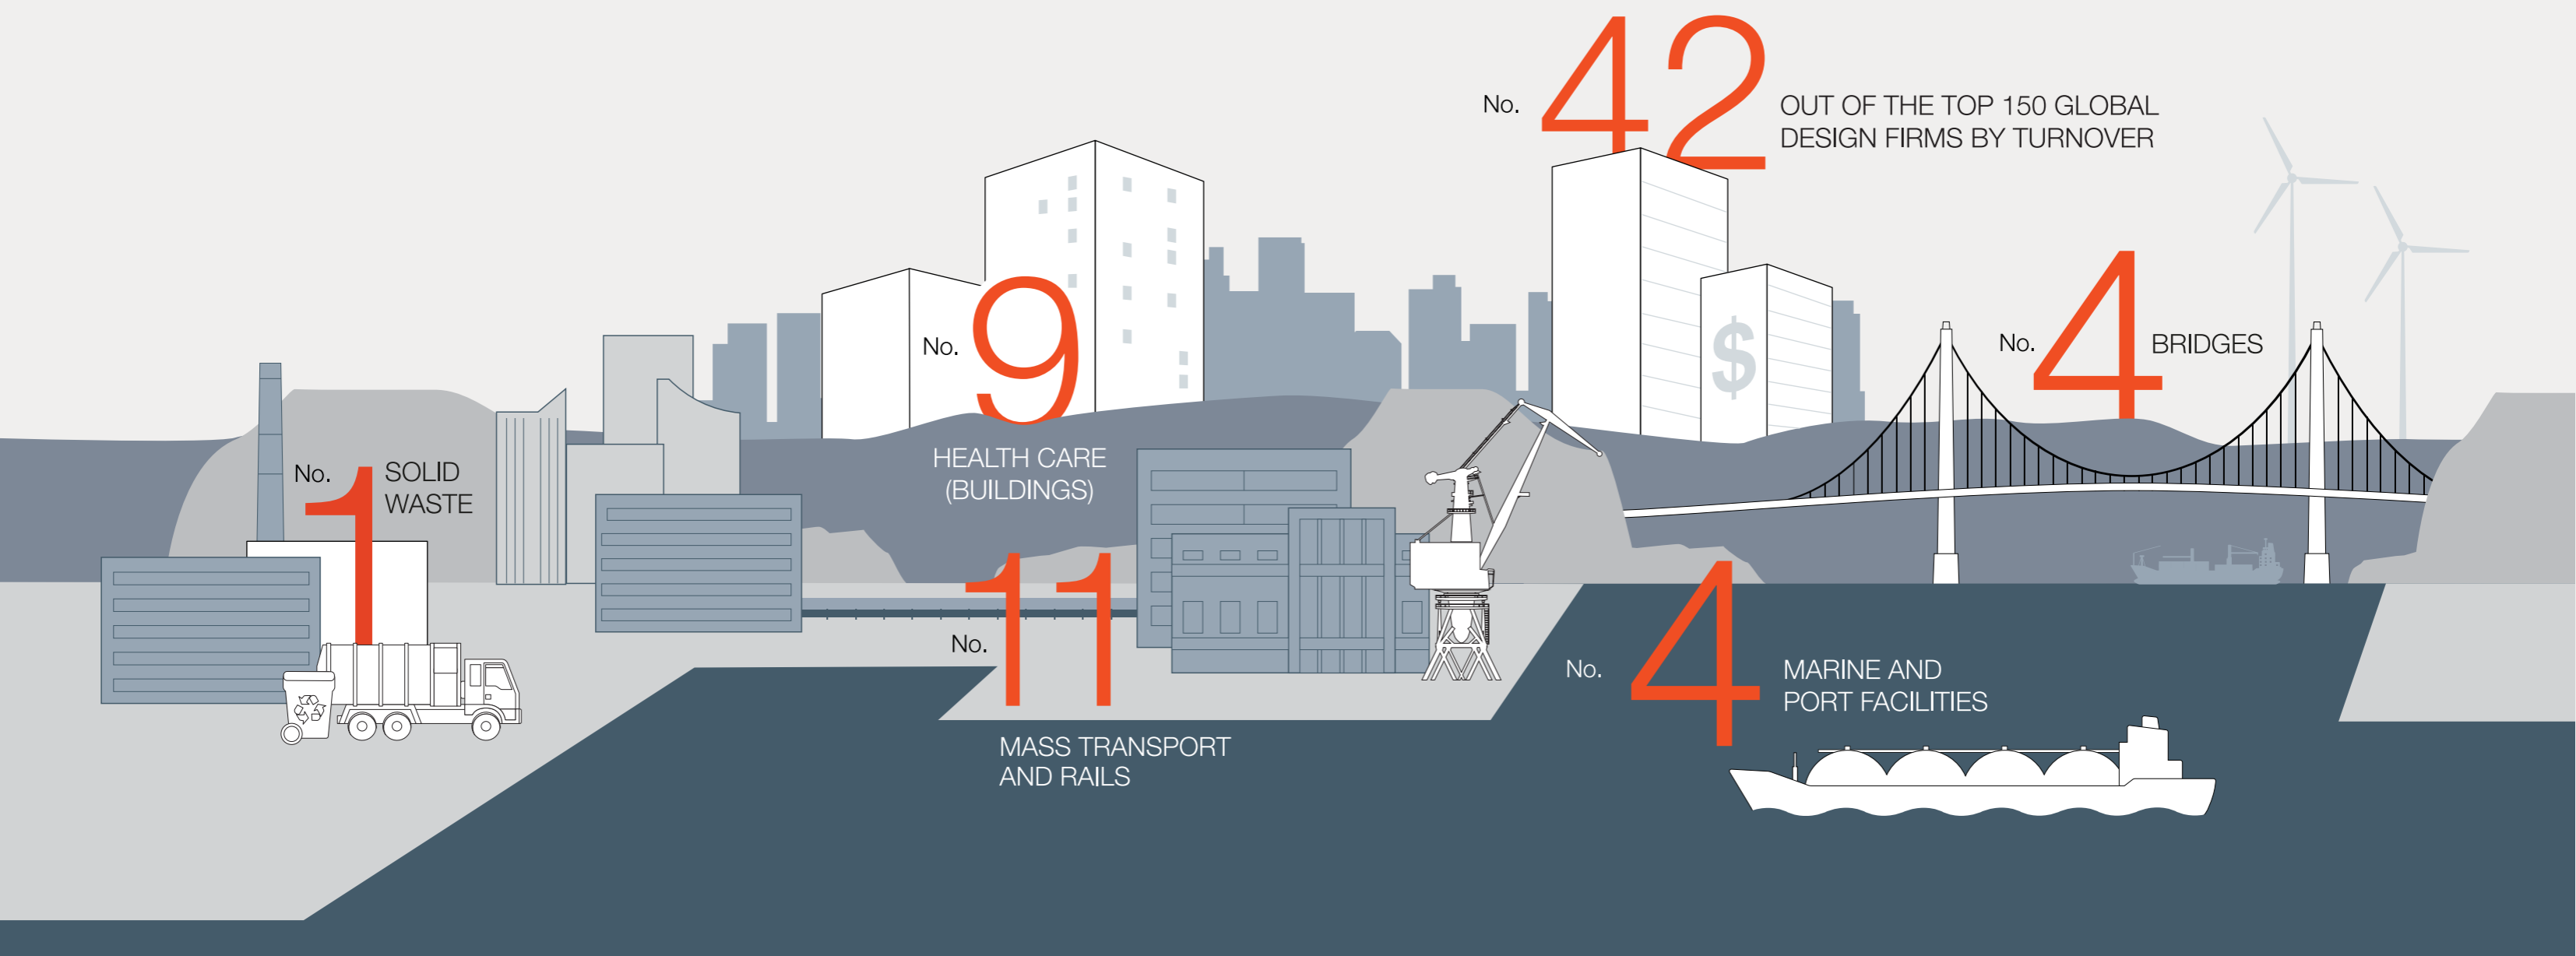 No. 42 OUT OF THE TOP 150 GLOBAL
DESIGN FIRMS BY TURNOVER
No. 9
HEALTH CARE
(BUILDINGS)
No. 4 BRIDGES
No. 1 SOLID
WASTE
$
No. 11
MASS TRANSPORT
AND RAILS
No. 4 MARINE AND
PORT FACILITIES